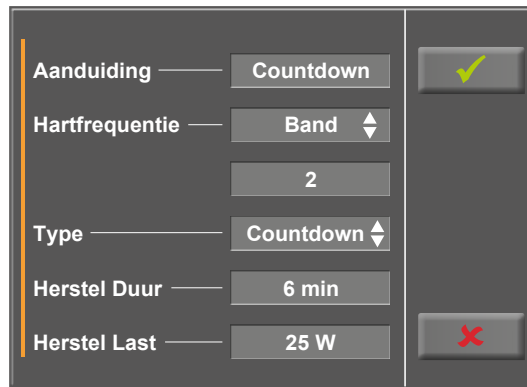 Aanduiding Countdown
Hartfrequentie Band
2
Type Countdown
Herstel Duur 6 min
Herstel Last 25 W